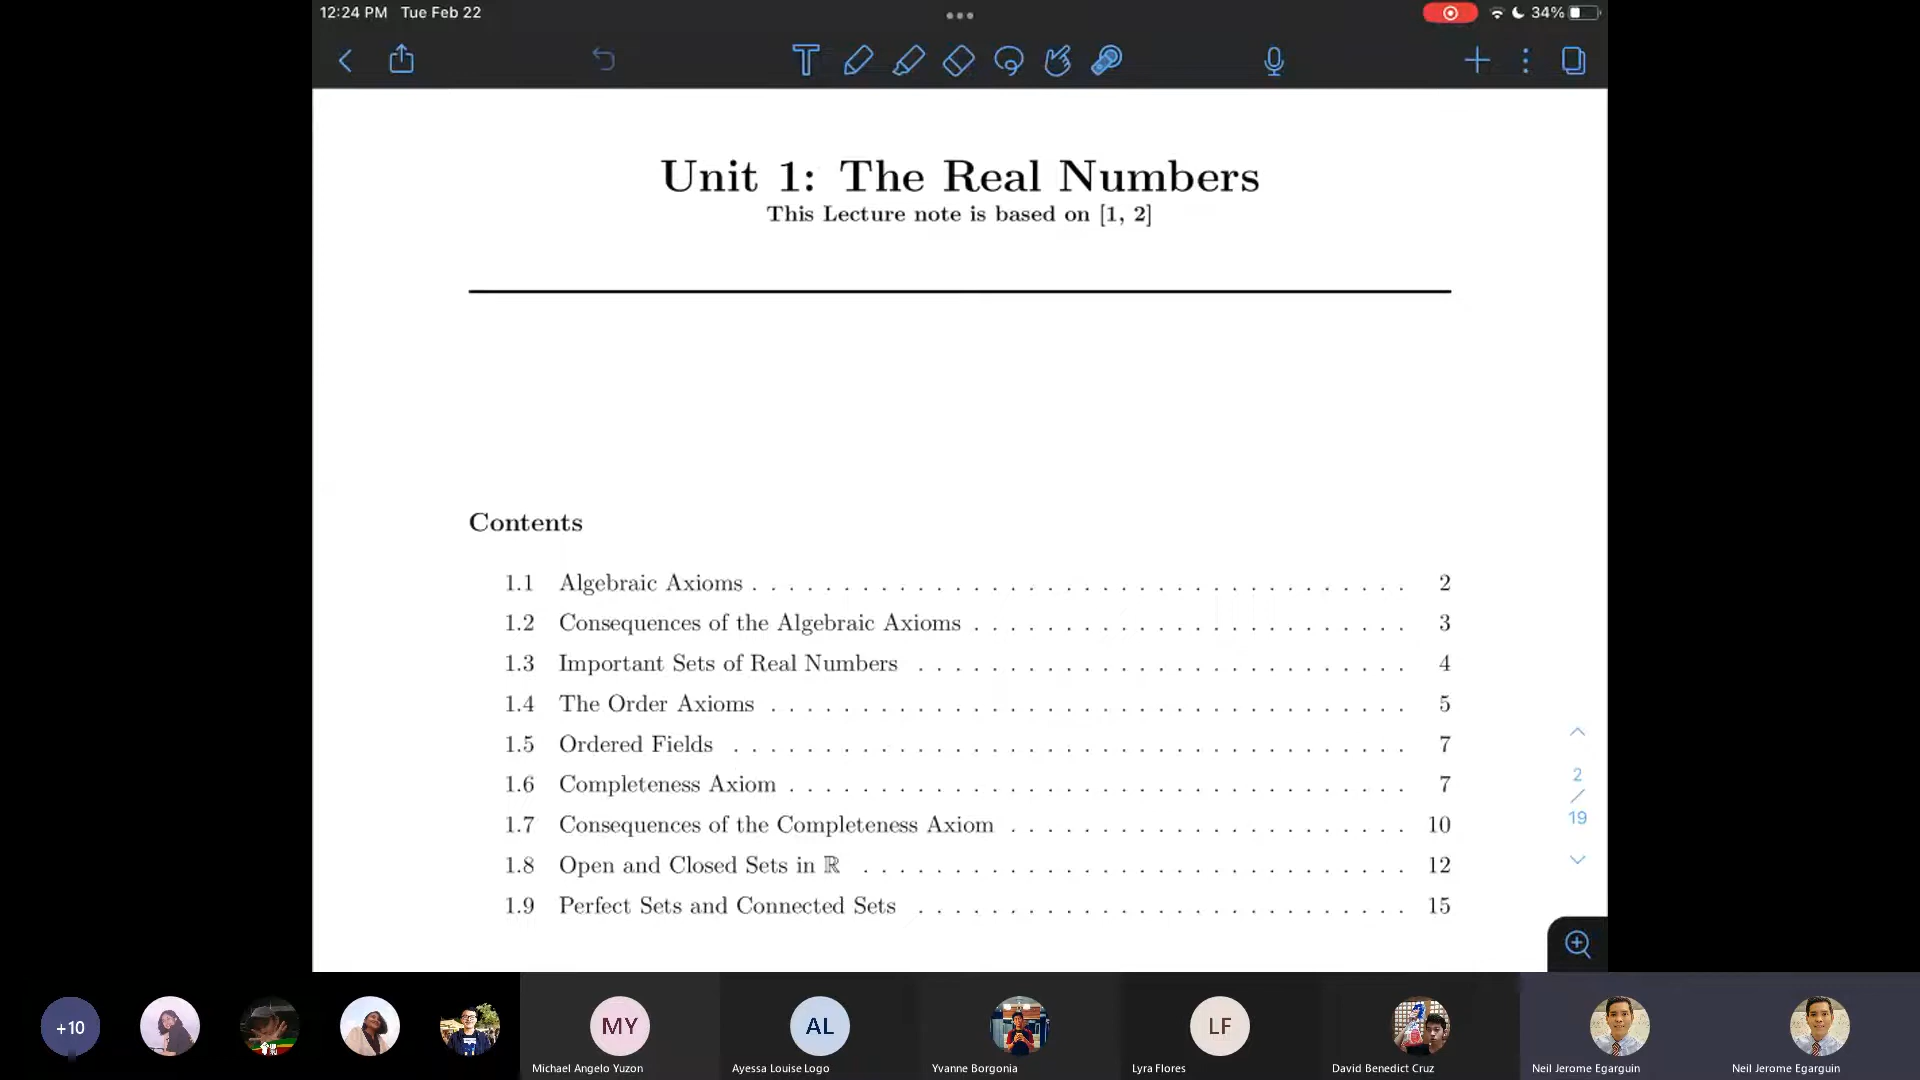 12:24 PM Tue Feb 22
34%
Unit 1: The Real Numbers
This Lecture note is based on [1, 2]
Contents
1.1 Algebraic Axioms . . . . . . . . . . . . . . . . . . . . . . . . . . . . . 2
1.2 Consequences of the Algebraic Axioms . . . . . . . . . . . . . . . . . . . 3
1.3 Important Sets of Real Numbers . . . . . . . . . . . . . . . . . . . . . . 4
1.4 The Order Axioms . . . . . . . . . . . . . . . . . . . . . . . . . . . . 5
1.5 Ordered Fields . . . . . . . . . . . . . . . . . . . . . . . . . . . . . . 7
1.6 Completeness Axiom . . . . . . . . . . . . . . . . . . . . . . . . . . . 7
1.7 Consequences of the Completeness Axiom . . . . . . . . . . . . . . . . . 10
1.8 Open and Closed Sets in ℝ . . . . . . . . . . . . . . . . . . . . . . . . 12
1.9 Perfect Sets and Connected Sets . . . . . . . . . . . . . . . . . . . . . . 15
2
/
19
+10
MY
AL
LF
Michael Angelo Yuzon
Ayessa Louise Logo
Yvanne Borgonia
Lyra Flores
David Benedict Cruz
Neil Jerome Egarguin
Neil Jerome Egarguin